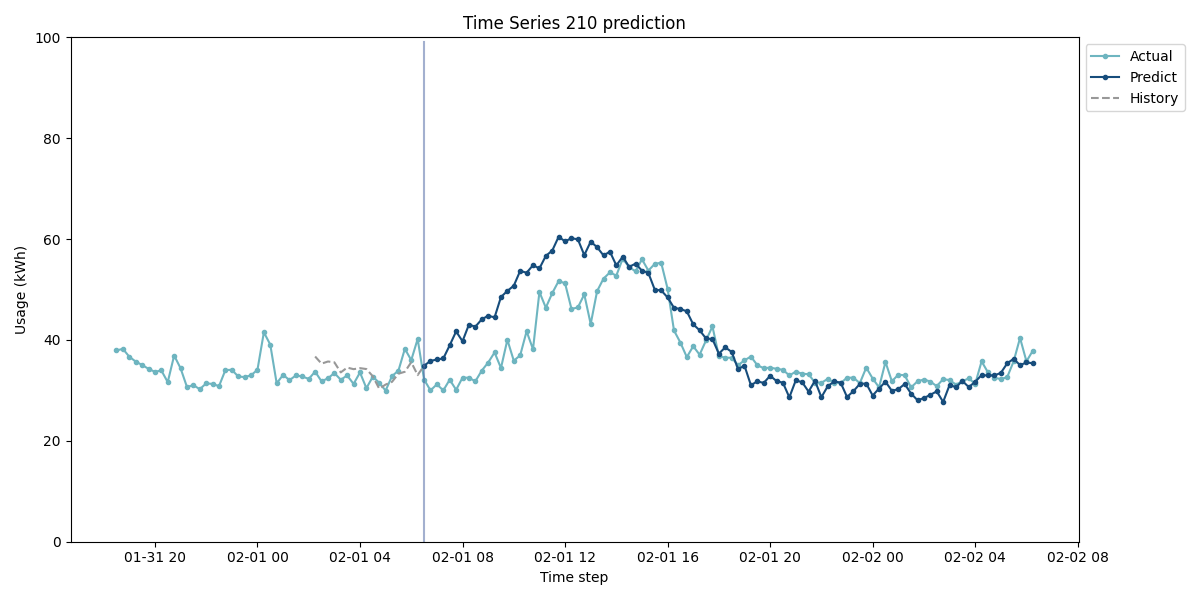 Time Series 210 prediction
100
80
60
40
20
0
Usage (kWh)
01-31 20
02-01 00
02-01 04
02-01 08
02-01 12
02-01 16
02-01 20
02-02 00
02-02 04
02-02 08
Time step
Actual
Predict
History